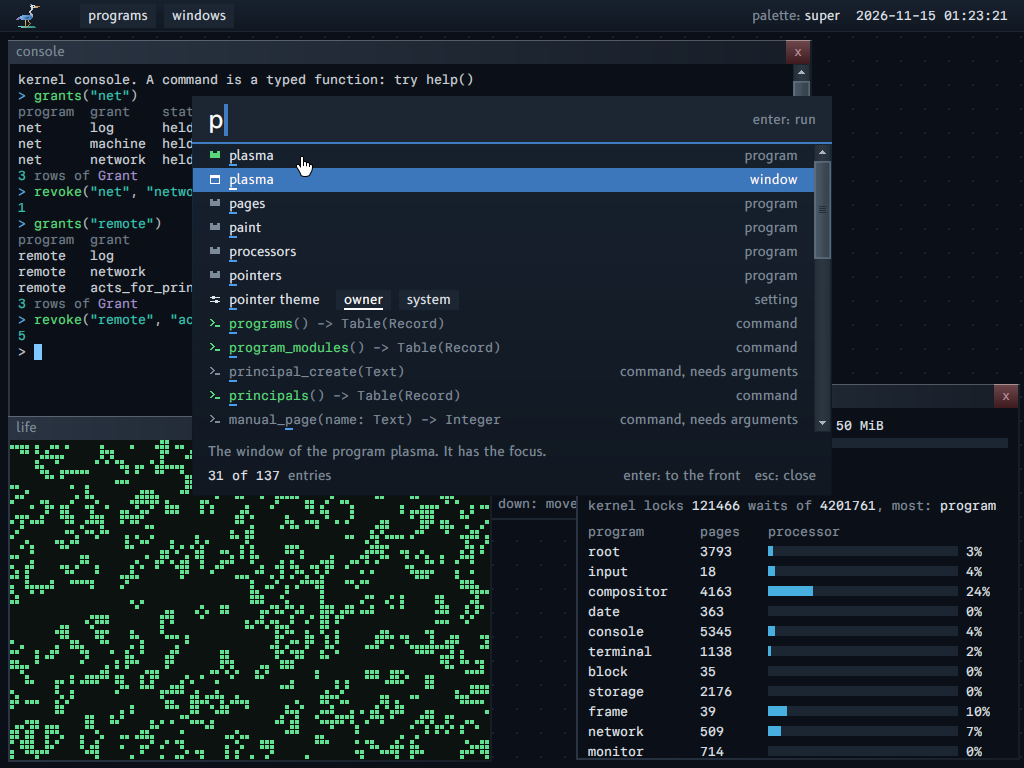 programs windows palette: super 2026-11-15 01:23:21
console x
kernel console. A command is a typed function: try help()
> grants("net")
program grant stat
net log held
net machine held
net network held
3 rows of Grant
> revoke("net", "netwo
1
> grants("remote")
program grant
remote log
remote network
remote acts_for_prin
3 rows of Grant
> revoke("remote", "ac
5
>
p enter: run
plasma program
plasma window
pages program
paint program
processors program
pointers program
pointer theme owner system setting
programs() -> Table(Record) command
program_modules() -> Table(Record) command
principal_create(Text) command, needs arguments
principals() -> Table(Record) command
manual_page(name: Text) -> Integer command, needs arguments
The window of the program plasma. It has the focus.
31 of 137 entries enter: to the front esc: close
life
x
50 MiB
down: move
kernel locks 121466 waits of 4201761, most: program
program pages processor
root 3793 3%
input 18 4%
compositor 4163 24%
date 363 0%
console 5345 4%
terminal 1138 2%
block 35 0%
storage 2176 0%
frame 39 10%
network 509 7%
monitor 714 0%